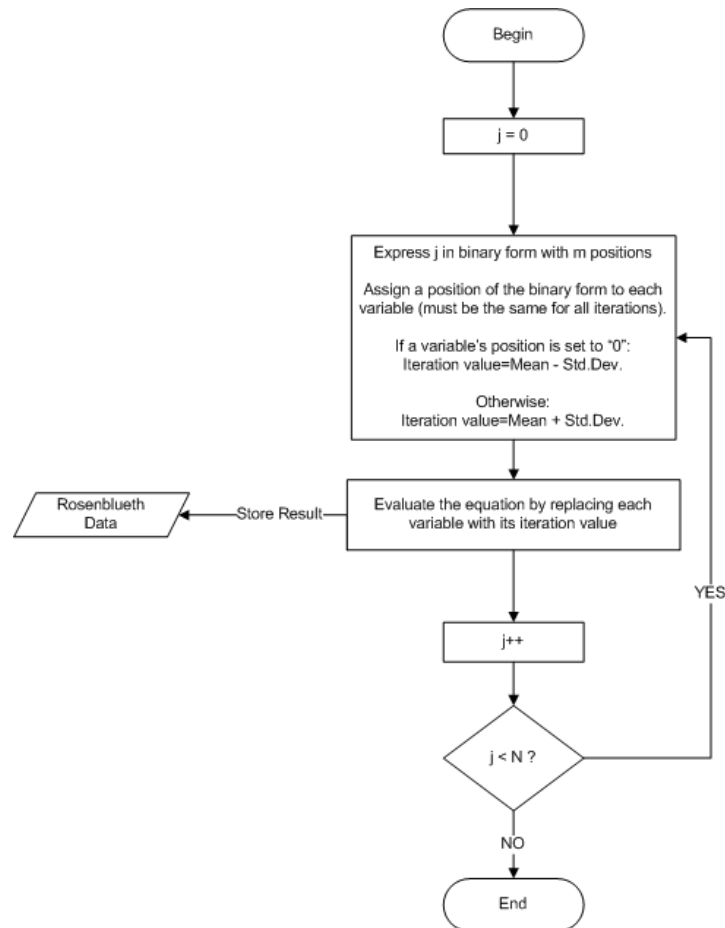 Begin
j = 0
Express j in binary form with m positions
Assign a position of the binary form to each
variable (must be the same for all iterations).
If a variable's position is set to “0”:
Iteration value=Mean - Std.Dev.
Otherwise:
Iteration value=Mean + Std.Dev.
Rosenblueth
Data
Store Result
Evaluate the equation by replacing each
variable with its iteration value
YES
j++
j < N ?
NO
End